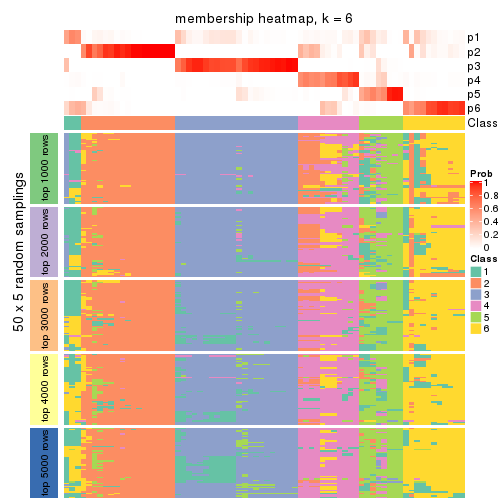 membership heatmap, k = 6
p1
p2
p3
p4
p5
p6
Class
50 x 5 random samplings
top 1000 rows
top 2000 rows
top 3000 rows
top 4000 rows
top 5000 rows
Prob
1
0.8
0.6
0.4
0.2
0
Class
1
2
3
4
5
6